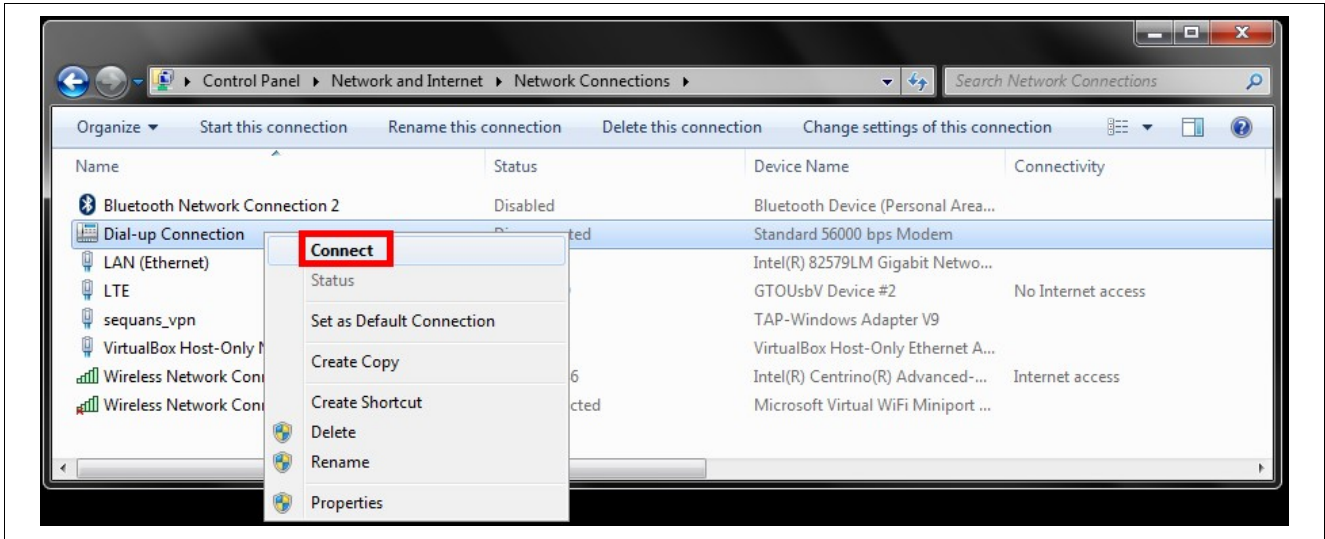 Control Panel Network and Internet Network Connections Search Network Connections
Organize Start this connection Rename this connection Delete this connection Change settings of this connection
Name Status Device Name Connectivity
Bluetooth Network Connection 2 Disabled Bluetooth Device (Personal Area...
Dial-up Connection ted Standard 56000 bps Modem
Connect
LAN (Ethernet) Intel(R) 82579LM Gigabit Netwo...
Status
LTE GTOUsbV Device #2 No Internet access
sequans_vpn TAP-Windows Adapter V9
Set as Default Connection
VirtualBox Host-Only VirtualBox Host-Only Ethernet A...
Create Copy
Wireless Network Con 6 Intel(R) Centrino(R) Advanced-... Internet access
Create Shortcut
Wireless Network Con cted Microsoft Virtual WiFi Miniport ...
Delete
Rename
Properties